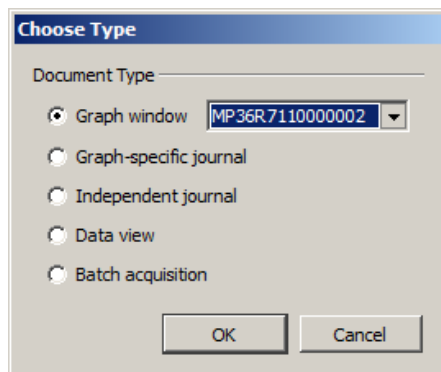 Choose Type
Document Type
Graph window MP36R7110000002
Graph-specific journal
Independent journal
Data view
Batch acquisition
OK Cancel